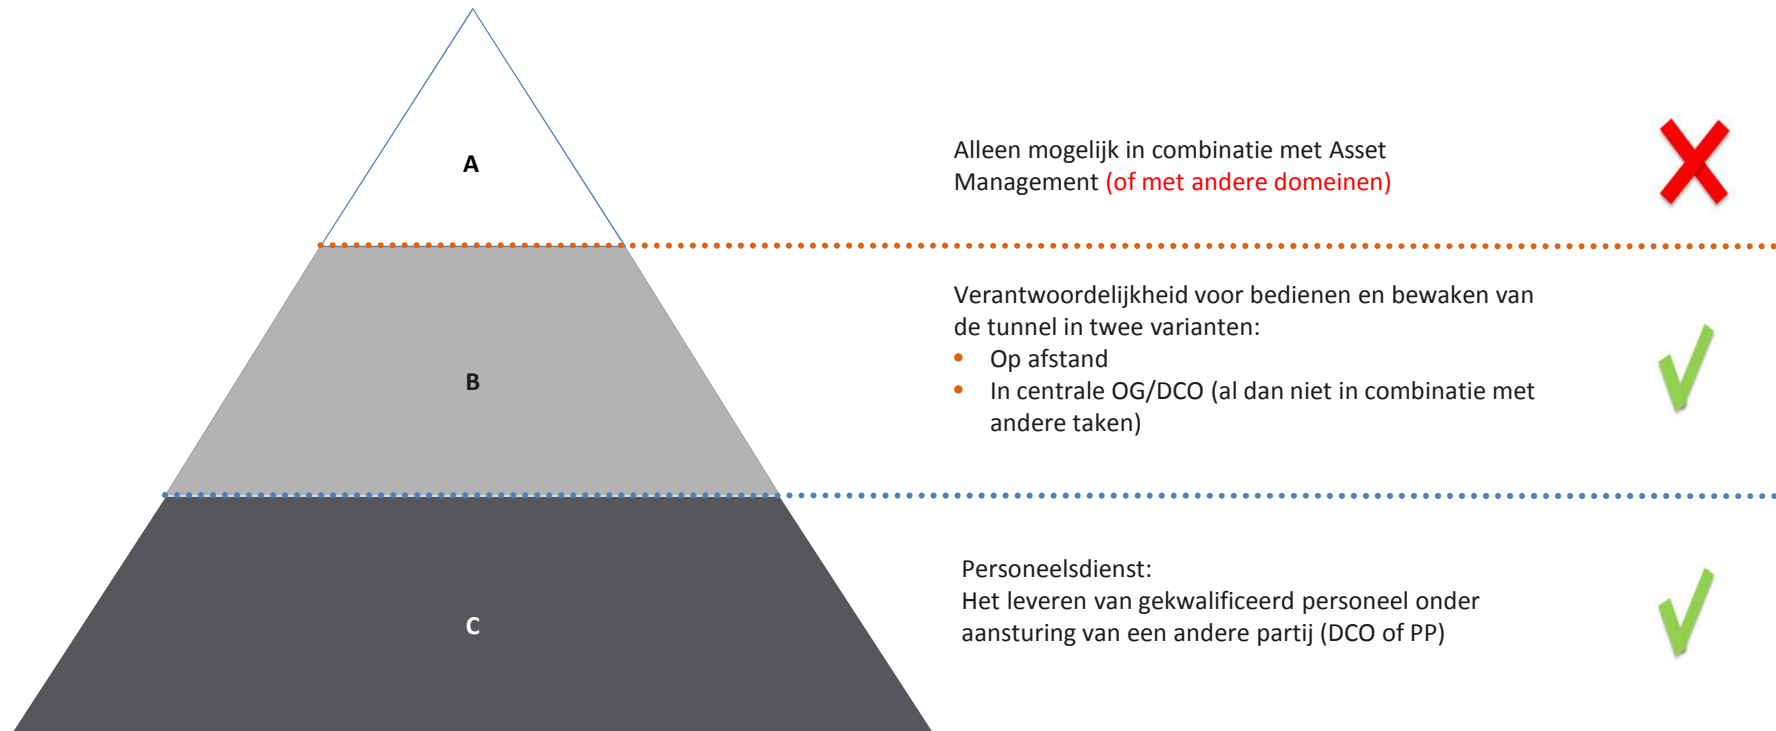 A
Alleen mogelijk in combinatie met Asset
Management (of met andere domeinen)
B
Verantwoordelijkheid voor bedienen en bewaken van
de tunnel in twee varianten:
• Op afstand
• In centrale OG/DCO (al dan niet in combinatie met
andere taken)
C
Personeelsdienst:
Het leveren van gekwalificeerd personeel onder
aansturing van een andere partij (DCO of PP)